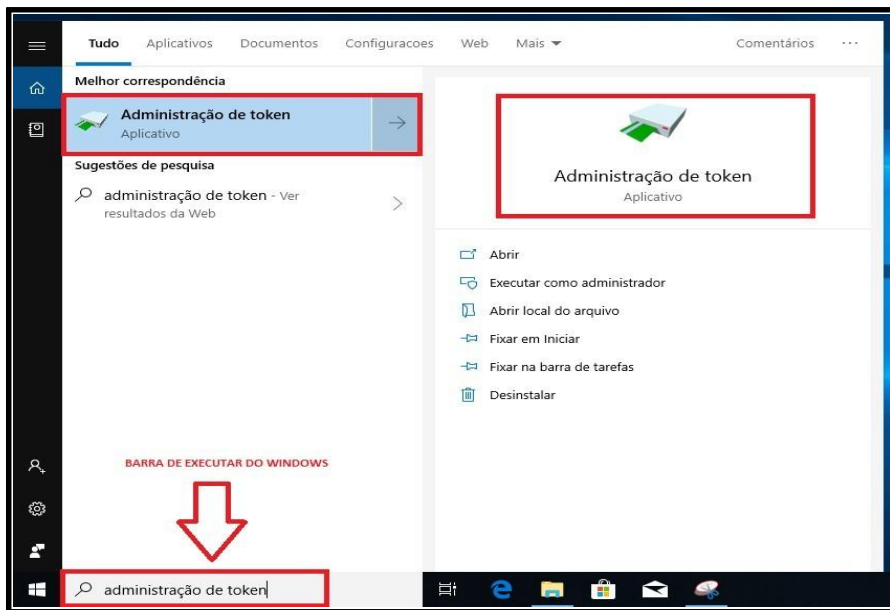 Tudo Aplicativos Documentos Configuracoes Web Mais Comentários ...
Melhor correspondência
Administração de token
Aplicativo
Sugestões de pesquisa
administração de token - Ver
resultados da Web
Administração de token
Aplicativo
Abrir
Executar como administrador
Abrir local do arquivo
Fixar em Iniciar
Fixar na barra de tarefas
Desinstalar
BARRA DE EXECUTAR DO WINDOWS
administração de token